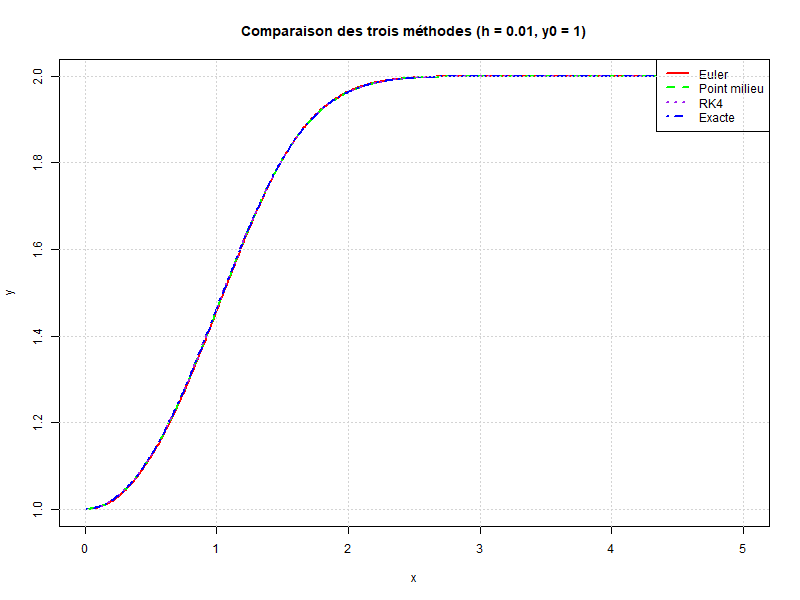 Comparaison des trois méthodes (h = 0.01, y0 = 1)
2.0
1.8
1.6
1.4
1.2
1.0
y
Euler
Point milieu
RK4
Exacte
0 1 2 3 4 5
x